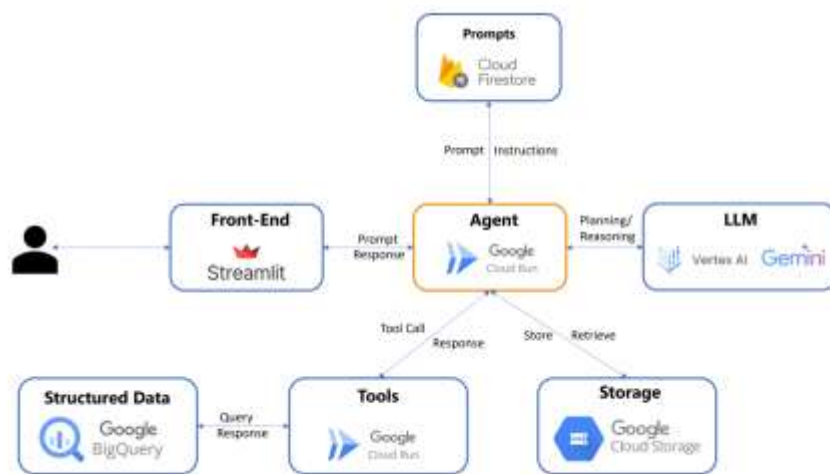 Prompts
Cloud
Firestore
Prompt Instructions
Front-End
Streamlit
Prompt
Response
Agent
Google
Cloud Run
Planning/
Reasoning
LLM
Vertex AI Gemini
Tool Call
Response
Store Retrieve
Structured Data
Google
BigQuery
Query
Response
Tools
Google
Cloud Run
Storage
Google
Cloud Storage